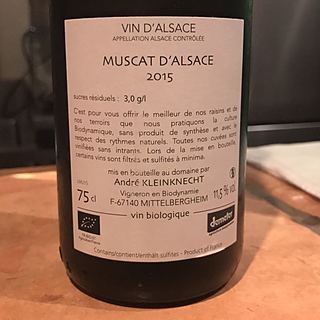 VIN D'ALSACE
APPELLATION ALSACE CONTRÔLÉE
MUSCAT D'ALSACE
2015
sucres résiduels : 3,0 g/l
C'est pour vous offrir le meilleur de nos raisins et de
nos terroirs que nous pratiquons la culture
Biodynamique, sans produit de synthèse et avec le
respect des rythmes naturels. Toutes nos cuvées sont
vinifiées sans intrants. Lors de la mise en bouteille,
certains vins sont filtrés et sulfités à minima.
mis en bouteille au domaine par
André KLEINKNECHT
Vigneron en Biodynamie
F-67140 MITTELBERGHEIM
75 cl
11,5 % vol.
vin biologique
demeter
Contains/contient/enthält sulfites - Product of France